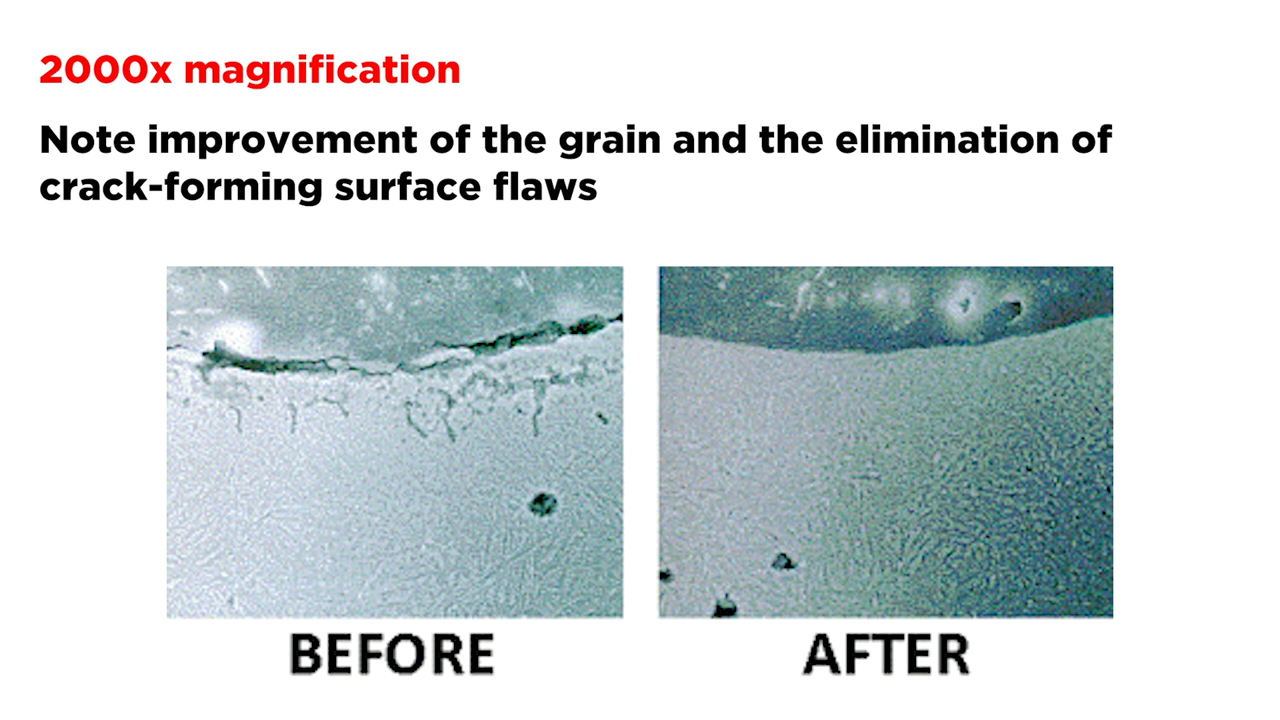 2000x magnification
Note improvement of the grain and the elimination of
crack-forming surface flaws
BEFORE
AFTER